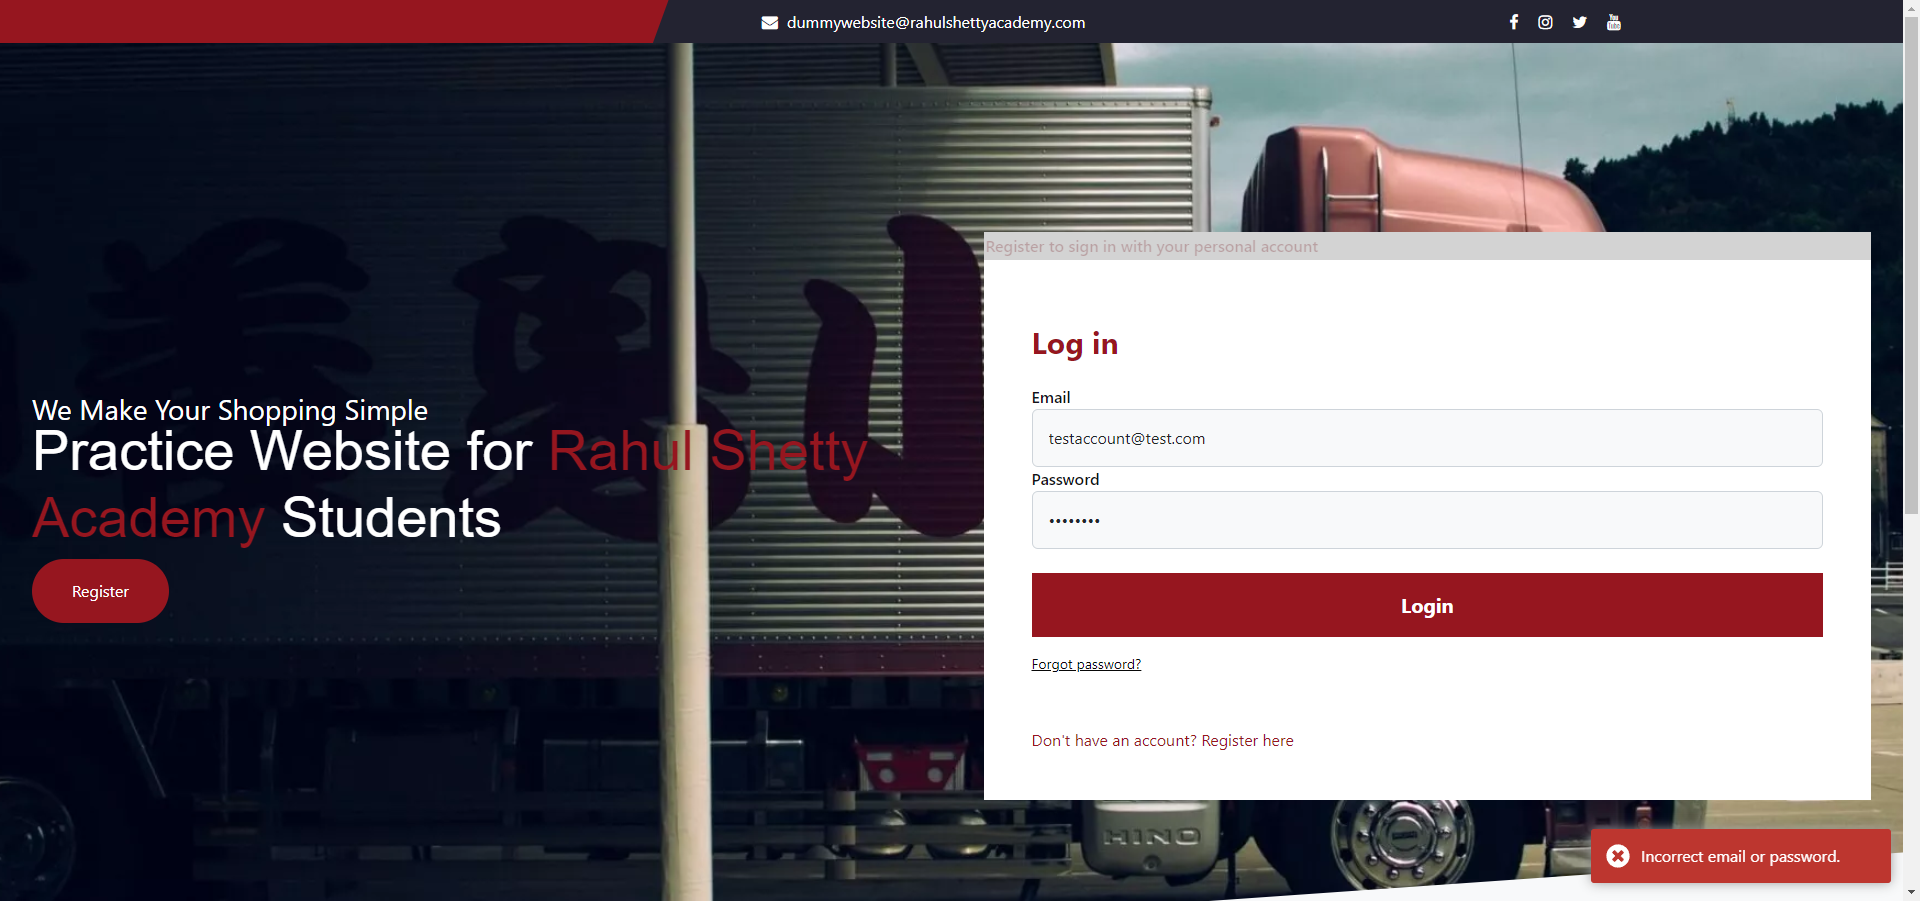 dummywebsite@rahulshettyacademy.com
We Make Your Shopping Simple
Practice Website for Rahul Shetty
Academy Students
Register
Register to sign in with your personal account
Log in
Email
testaccount@test.com
Password
••••••••
Login
Forgot password?
Don't have an account? Register here
HINO
Incorrect email or password.